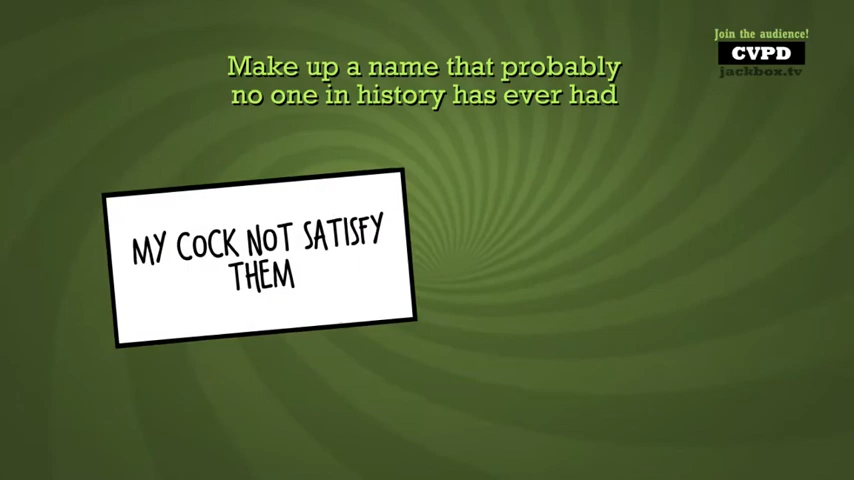 Join the audience!
CVPD
jackbox.tv
Make up a name that probably
no one in history has ever had
MY COCK NOT SATISFY
THEM